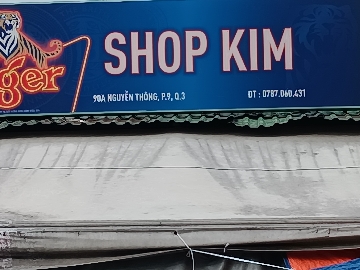 SHOP KIM
Tiger
90A NGUYỄN THÔNG, P.9, Q.3 ĐT : 0787.060.431